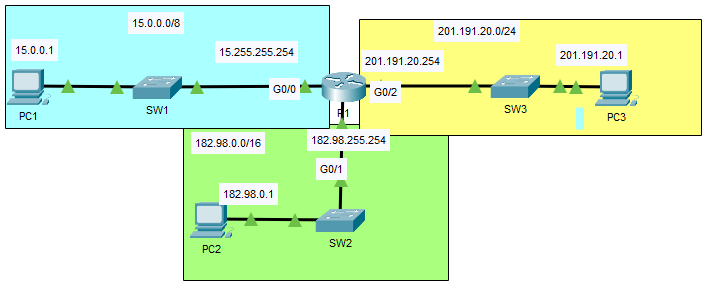 15.0.0.0/8
15.0.0.1
15.255.255.254
G0/0
PC1
SW1
R1
201.191.20.0/24
201.191.20.254
201.191.20.1
G0/2
SW3
PC3
182.98.0.0/16
182.98.255.254
G0/1
182.98.0.1
PC2
SW2